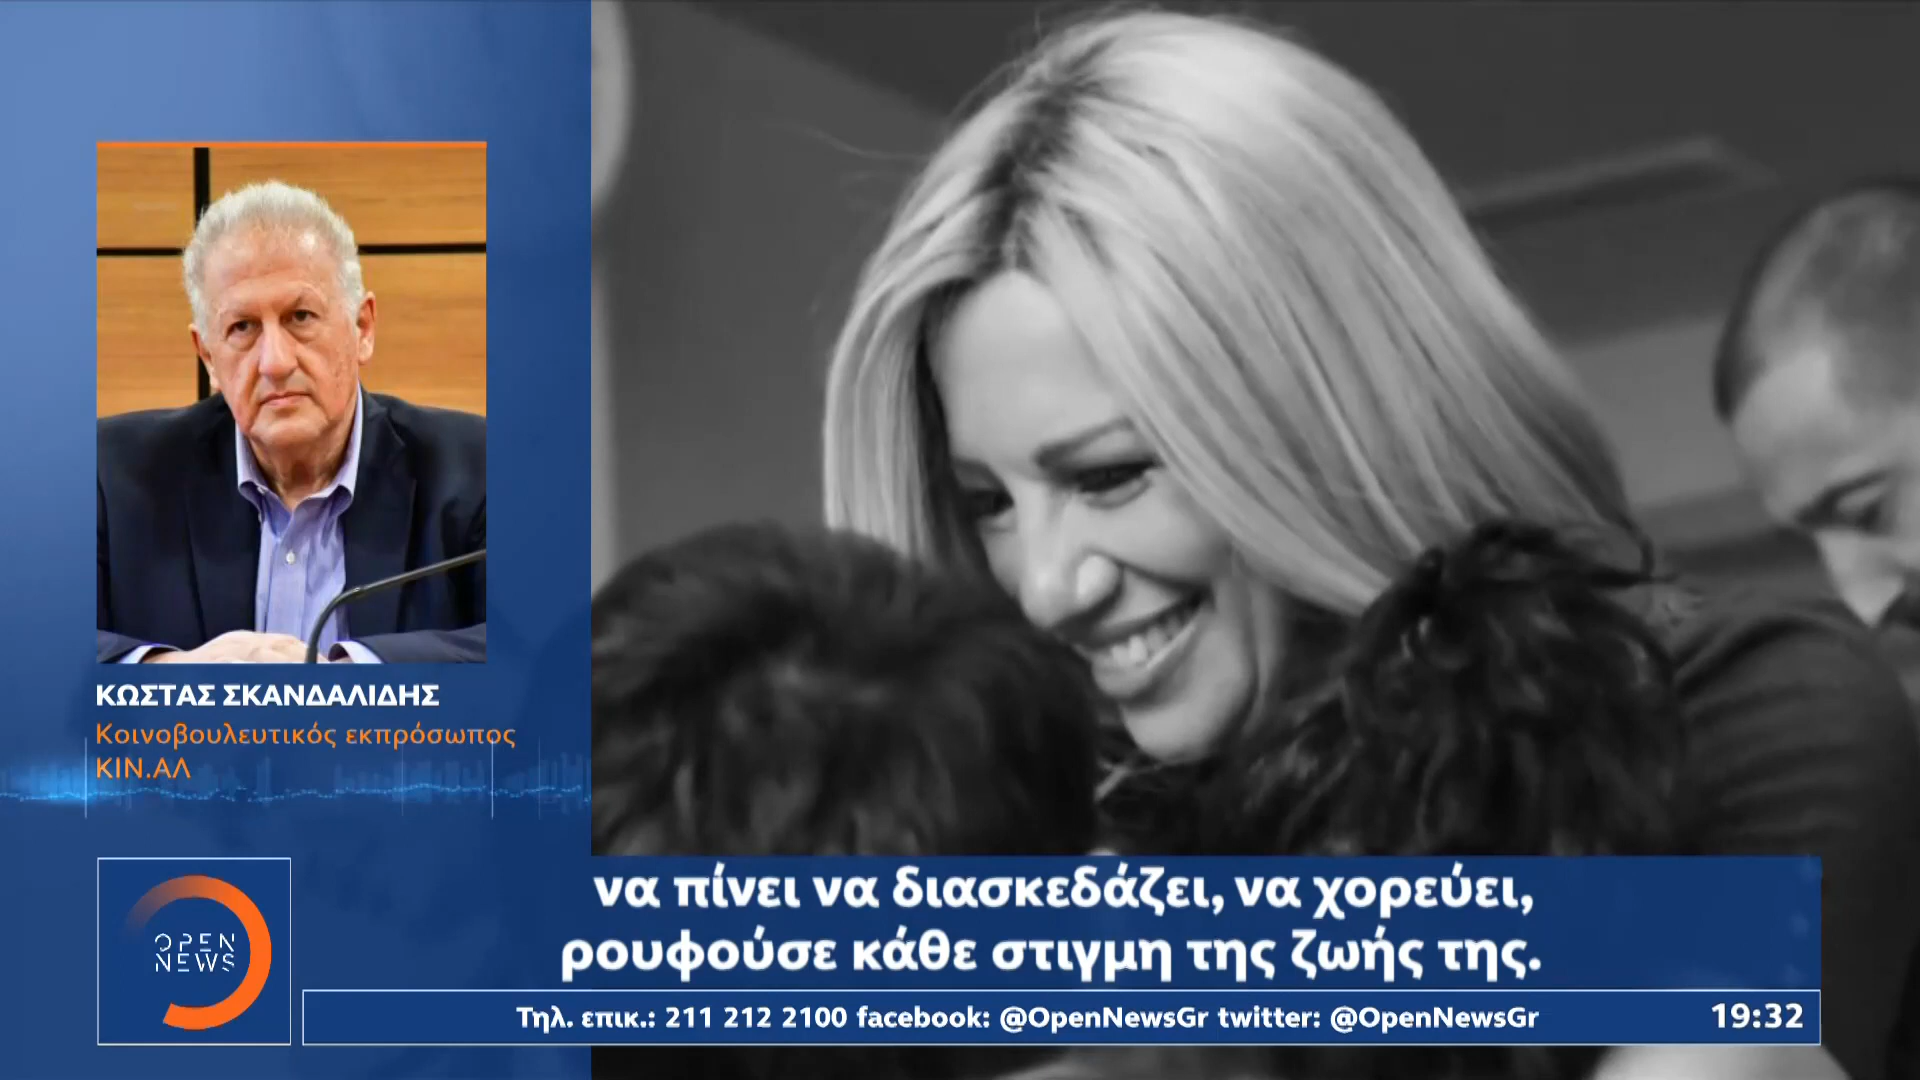 ΚΩΣΤΑΣ ΣΚΑΝΔΑΛΙΔΗΣ
Κοινοβουλευτικός εκπρόσωπος
ΚΙΝ.ΑΛ
να πίνει να διασκεδάζει, να χορεύει,
ρουφούσε κάθε στιγμη της ζωής της.
OPEN
NEWS
Τηλ. επικ.: 211 212 2100 facebook: @OpenNewsGr twitter: @OpenNewsGr
19:32